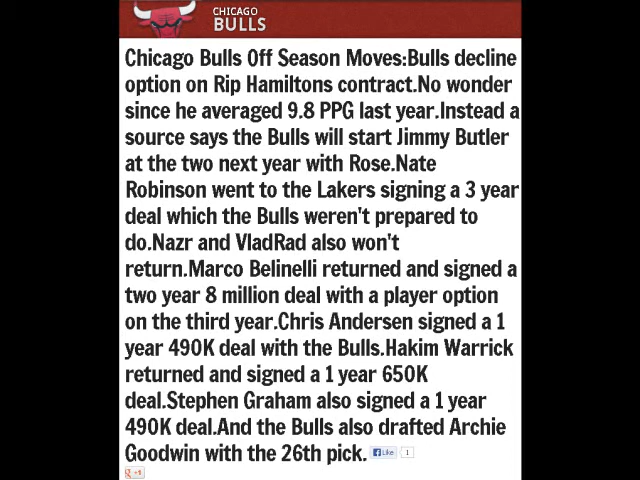 CHICAGO
BULLS
Chicago Bulls Off Season Moves:Bulls decline
option on Rip Hamiltons contract.No wonder
since he averaged 9.8 PPG last year.Instead a
source says the Bulls will start Jimmy Butler
at the two next year with Rose.Nate
Robinson went to the Lakers signing a 3 year
deal which the Bulls weren't prepared to
do.Nazr and VladRad also won't
return.Marco Belinelli returned and signed a
two year 8 million deal with a player option
on the third year.Chris Andersen signed a 1
year 490K deal with the Bulls.Hakim Warrick
returned and signed a 1 year 650K
deal.Stephen Graham also signed a 1 year
490K deal.And the Bulls also drafted Archie
Goodwin with the 26th pick. Like 1
+1